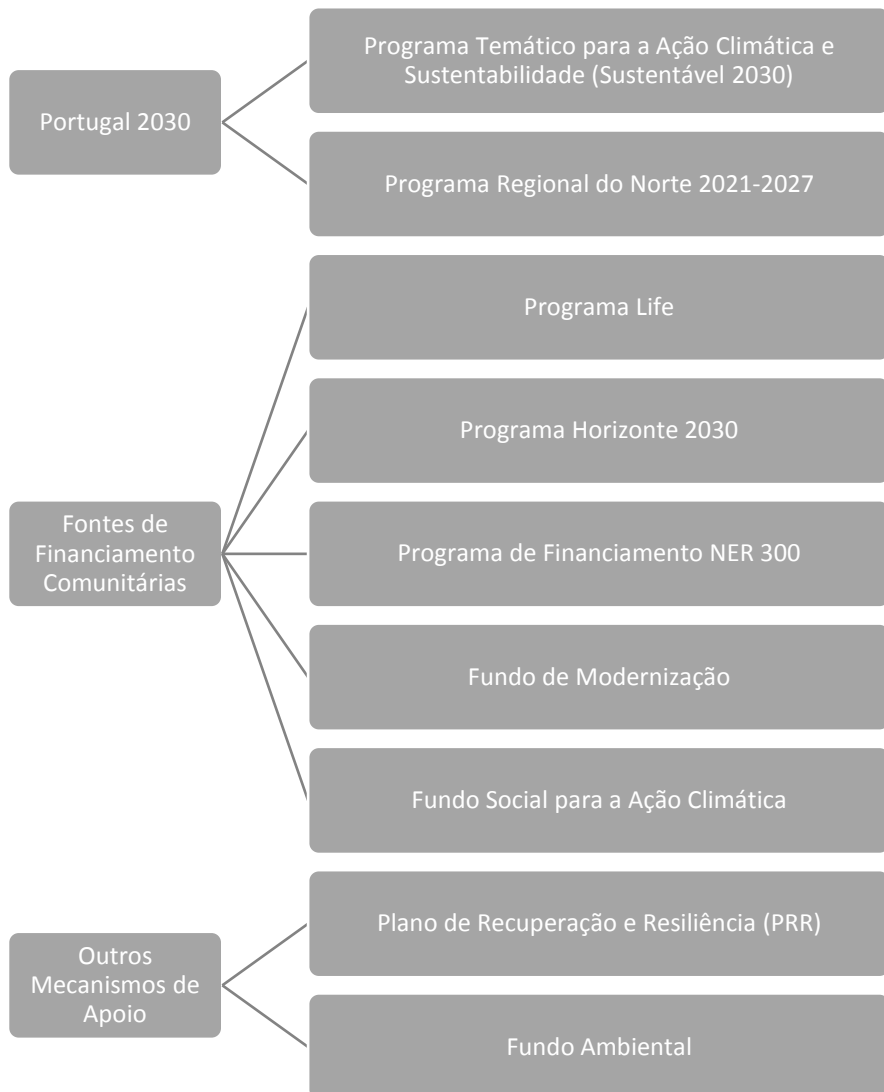 Portugal 2030
Programa Temático para a Ação Climática e
Sustentabilidade (Sustentável 2030)
Programa Regional do Norte 2021-2027
Fontes de
Financiamento
Comunitárias
Programa Life
Programa Horizonte 2030
Programa de Financiamento NER 300
Fundo de Modernização
Fundo Social para a Ação Climática
Outros
Mecanismos de
Apoio
Plano de Recuperação e Resiliência (PRR)
Fundo Ambiental